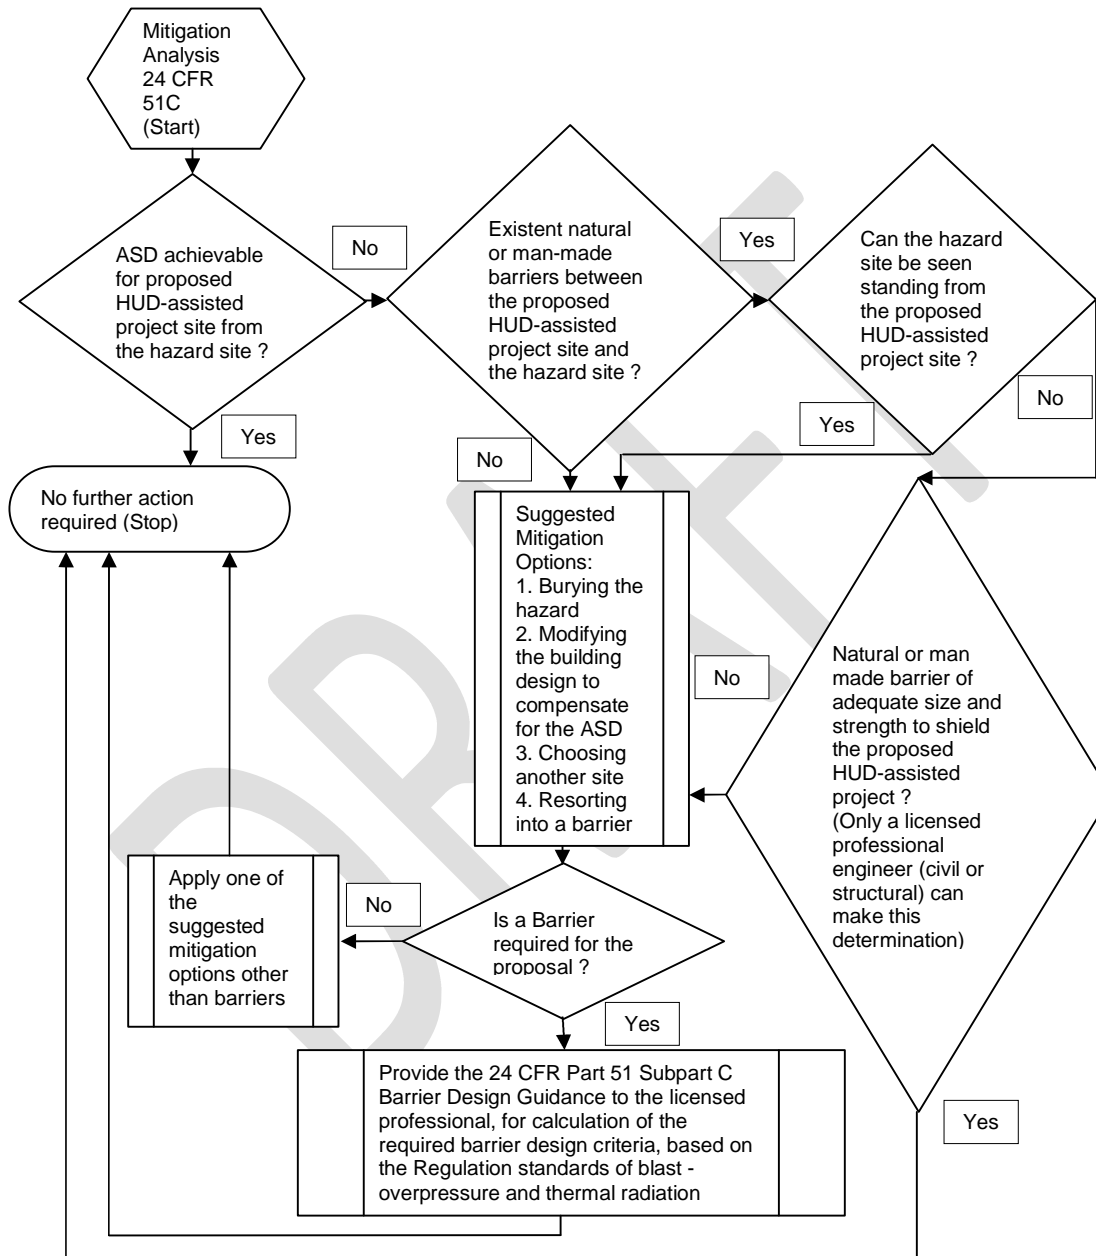 Mitigation
Analysis
24 CFR
51C
(Start)
ASD achievable
for proposed
HUD-assisted
project site from
the hazard site ?
No
Existent natural
or man-made
barriers between
the proposed
HUD-assisted
project site and
the hazard site ?
Yes
Can the
hazard
site be seen
standing from
the proposed
HUD-assisted
project site ?
No
Yes
Yes
No
No further action
required (Stop)
Suggested
Mitigation
Options:
1. Burying the
hazard
2. Modifying
the building
design to
compensate
for the ASD
3. Choosing
another site
4. Resorting
into a barrier
No
Natural or man
made barrier of
adequate size and
strength to shield
the proposed
HUD-assisted
project ?
(Only a licensed
professional
engineer (civil or
structural) can
make this
determination)
Apply one of
the
suggested
mitigation
options other
than barriers
No
Is a Barrier
required for the
proposal ?
Yes
Provide the 24 CFR Part 51 Subpart C
Barrier Design Guidance to the licensed
professional, for calculation of the
required barrier design criteria, based on
the Regulation standards of blast -
overpressure and thermal radiation
Yes
DRAFT